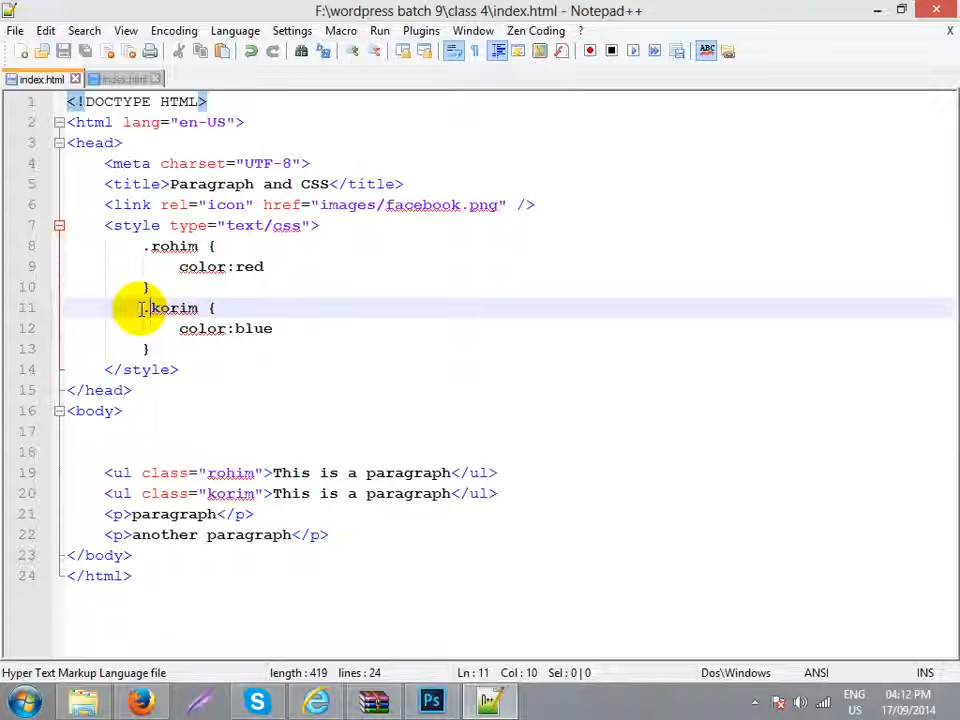 F:\wordpress batch 9\class 4\index.html - Notepad++
File Edit Search View Encoding Language Settings Macro Run Plugins Window Zen Coding ? X
index.html index.html
1 <!DOCTYPE HTML>
2 <html lang="en-US">
3 <head>
4 <meta charset="UTF-8">
5 <title>Paragraph and CSS</title>
6 <link rel="icon" href="images/facebook.png" />
7 <style type="text/css">
8 .rohim {
9 color:red
10 }
11 .korim {
12 color:blue
13 }
14 </style>
15 </head>
16 <body>
17
18
19 <ul class="rohim">This is a paragraph</ul>
20 <ul class="korim">This is a paragraph</ul>
21 <p>paragraph</p>
22 <p>another paragraph</p>
23 </body>
24 </html>
Hyper Text Markup Language file length : 419 lines : 24 Ln : 11 Col : 10 Sel : 0 | 0 Dos\Windows ANSI INS
ENG 04:12 PM
US 17/09/2014